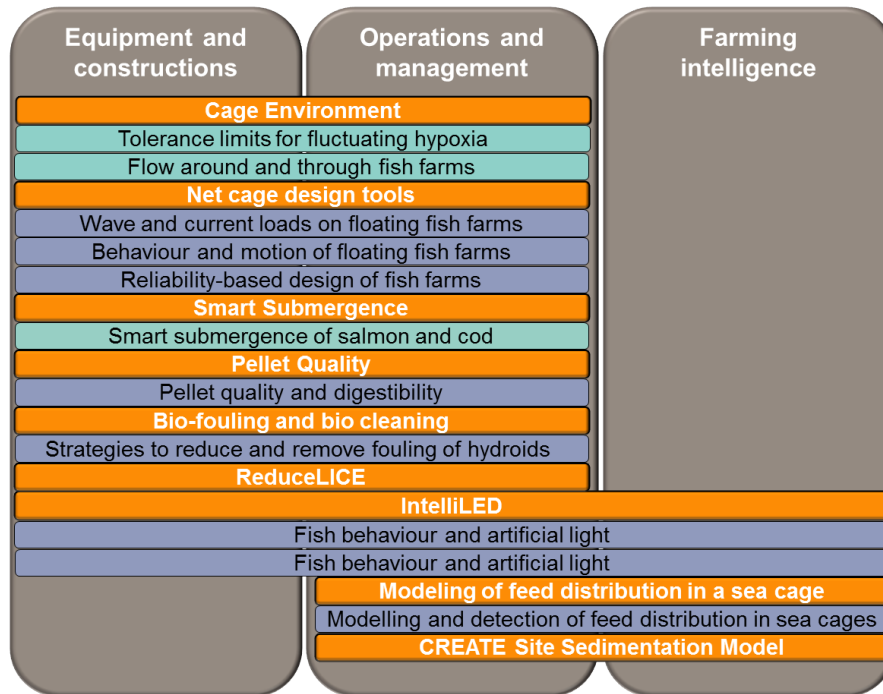 Equipment and
constructions
Operations and
management
Farming
intelligence
Cage Environment
Tolerance limits for fluctuating hypoxia
Flow around and through fish farms
Net cage design tools
Wave and current loads on floating fish farms
Behaviour and motion of floating fish farms
Reliability-based design of fish farms
Smart Submergence
Smart submergence of salmon and cod
Pellet Quality
Pellet quality and digestibility
Bio-fouling and bio cleaning
Strategies to reduce and remove fouling of hydroids
ReduceLICE
IntelliLED
Fish behaviour and artificial light
Fish behaviour and artificial light
Modeling of feed distribution in a sea cage
Modelling and detection of feed distribution in sea cages
CREATE Site Sedimentation Model